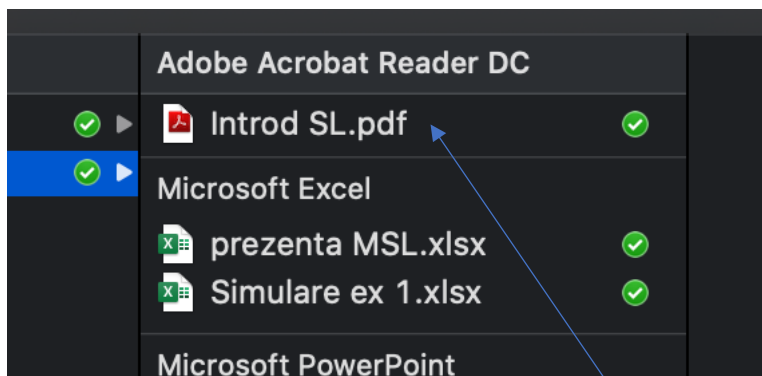 Adobe Acrobat Reader DC
Introd SL.pdf
Microsoft Excel
prezenta MSL.xlsx
Simulare ex 1.xlsx
Microsoft PowerPoint